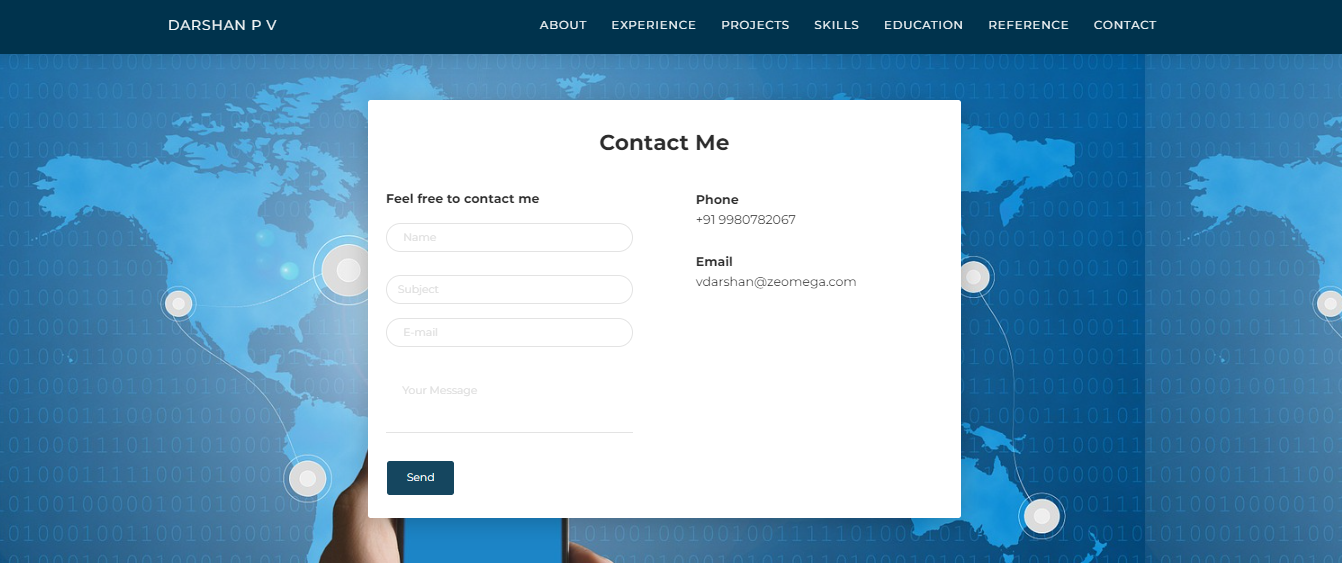 DARSHAN P V
ABOUT EXPERIENCE PROJECTS SKILLS EDUCATION REFERENCE CONTACT
Contact Me
Feel free to contact me
Name
Subject
E-mail
Your Message
Send
Phone
+91 9980782067
Email
vdarshan@zeomega.com